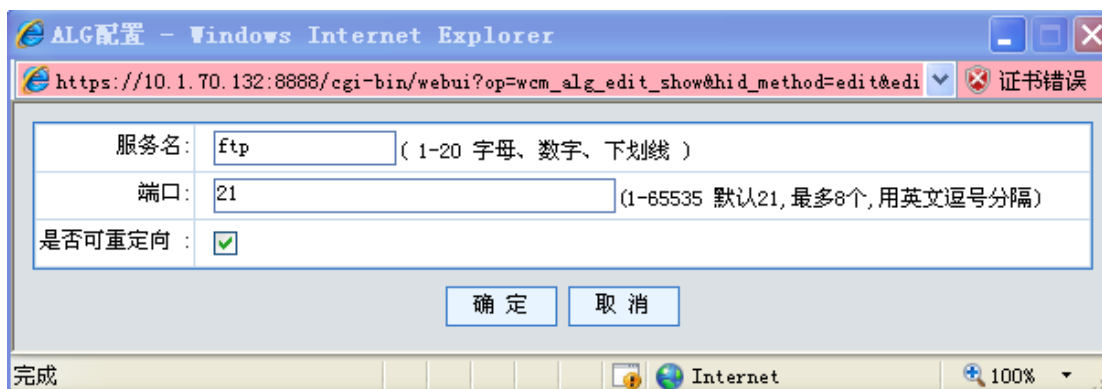 ALG配置 - Windows Internet Explorer
https://10.1.70.132:8888/cgi-bin/webui?op=wcm_alg_edit_show&hid_method=edit&edi 证书错误
服务名: ftp ( 1-20 字母、数字、下划线 )
端口: 21 (1-65535 默认21,最多8个,用英文逗号分隔)
是否可重定向 :
确 定 取 消
完成 Internet 100%